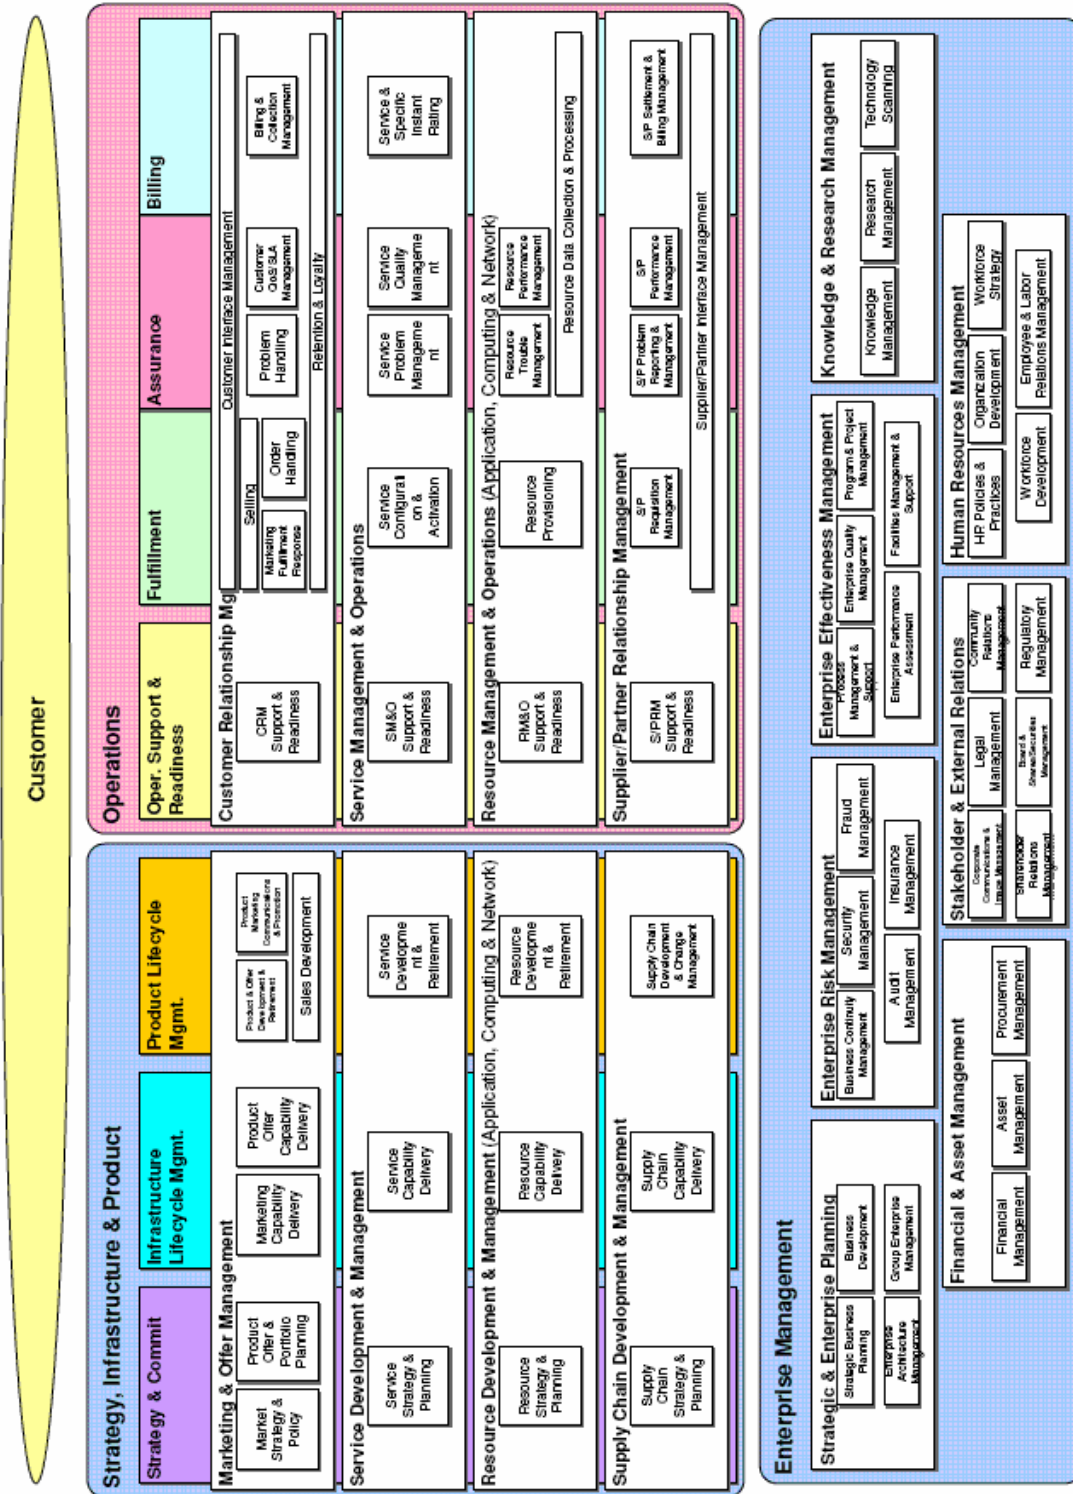 Customer
Strategy, Infrastructure & Product
Strategy & Commit
Infrastructure
Lifecycle Mgmt.
Product Lifecycle
Mgmt.
Marketing & Offer Management
Market
Strategy &
Policy
Product
Offer &
Portfolio
Planning
Marketing
Capability
Delivery
Product
Offer
Capability
Delivery
Product & Offer
Development &
Retirement
Product
Marketing
Communications
& Promotion
Sales Development
Service Development & Management
Service
Strategy &
Planning
Service
Capability
Delivery
Service
Developme
nt &
Retirement
Resource Development & Management (Application, Computing & Network)
Resource
Strategy &
Planning
Resource
Capability
Delivery
Resource
Developme
nt &
Retirement
Supply Chain Development & Management
Supply
Chain
Strategy &
Planning
Supply
Chain
Capability
Delivery
Supply Chain
Development
& Change
Management
Operations
Oper. Support &
Readiness
Fulfillment
Assurance
Billing
Customer Relationship Mg
Customer Interface Management
CRM
Support &
Readiness
Selling
Marketing
Fulfillment
Response
Order
Handling
Problem
Handling
Customer
QoS/SLA
Management
Billing &
Collection
Management
Retention & Loyalty
Service Management & Operations
SM&O
Support &
Readiness
Service
Configurati
on &
Activation
Service
Problem
Manageme
nt
Service
Quality
Manageme
nt
Service &
Specific
Instant
Rating
Resource Management & Operations (Application, Computing & Network)
RM&O
Support &
Readiness
Resource
Provisioning
Resource
Trouble
Management
Resource
Performance
Management
Resource Data Collection & Processing
Supplier/Partner Relationship Management
S/PRM
Support &
Readiness
S/P
Requisition
Management
S/P Problem
Reporting &
Management
S/P
Performance
Management
S/P Settlement &
Billing Management
Supplier/Partner Interface Management
Enterprise Management
Strategic & Enterprise Planning
Strategic Business
Planning
Business
Development
Enterprise
Architecture
Management
Group Enterprise
Management
Enterprise Risk Management
Business Continuity
Management
Security
Management
Fraud
Management
Audit
Management
Insurance
Management
Enterprise Effectiveness Management
Process
Management &
Support
Enterprise Quality
Management
Program & Project
Management
Enterprise Performance
Assessment
Facilities Management &
Support
Knowledge & Research Management
Knowledge
Management
Research
Management
Technology
Scanning
Financial & Asset Management
Financial
Management
Asset
Management
Procurement
Management
Stakeholder & External Relations
Corporate
Communications &
Image Management
Legal
Management
Community
Relations
Management
Shareholder
Relations
Management
Board &
Shares/Securities
Management
Regulatory
Management
Human Resources Management
HR Policies &
Practices
Organization
Development
Workforce
Strategy
Workforce
Development
Employee & Labor
Relations Management